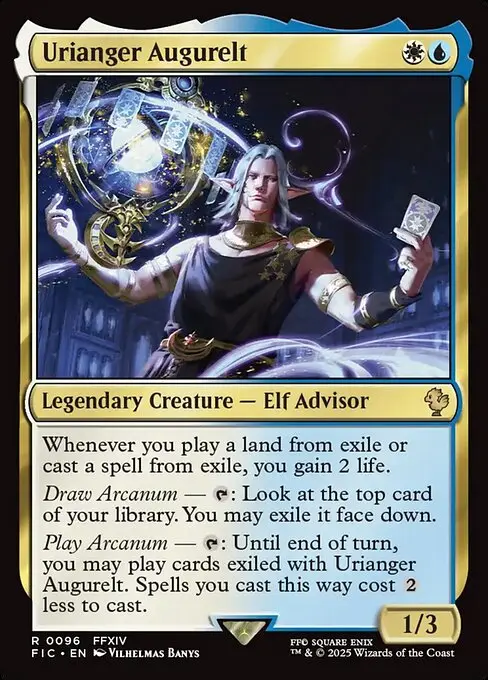 Urianger Augurelt
Legendary Creature — Elf Advisor
Whenever you play a land from exile or
cast a spell from exile, you gain 2 life.
Draw Arcanum — : Look at the top card
of your library. You may exile it face down.
Play Arcanum — : Until end of turn,
you may play cards exiled with Urianger
Augurelt. Spells you cast this way cost 2
less to cast.
1/3
R 0096 FFXIV
FIC • EN Vilhelmas Banys
FF© SQUARE ENIX
™ & © 2025 Wizards of the Coast